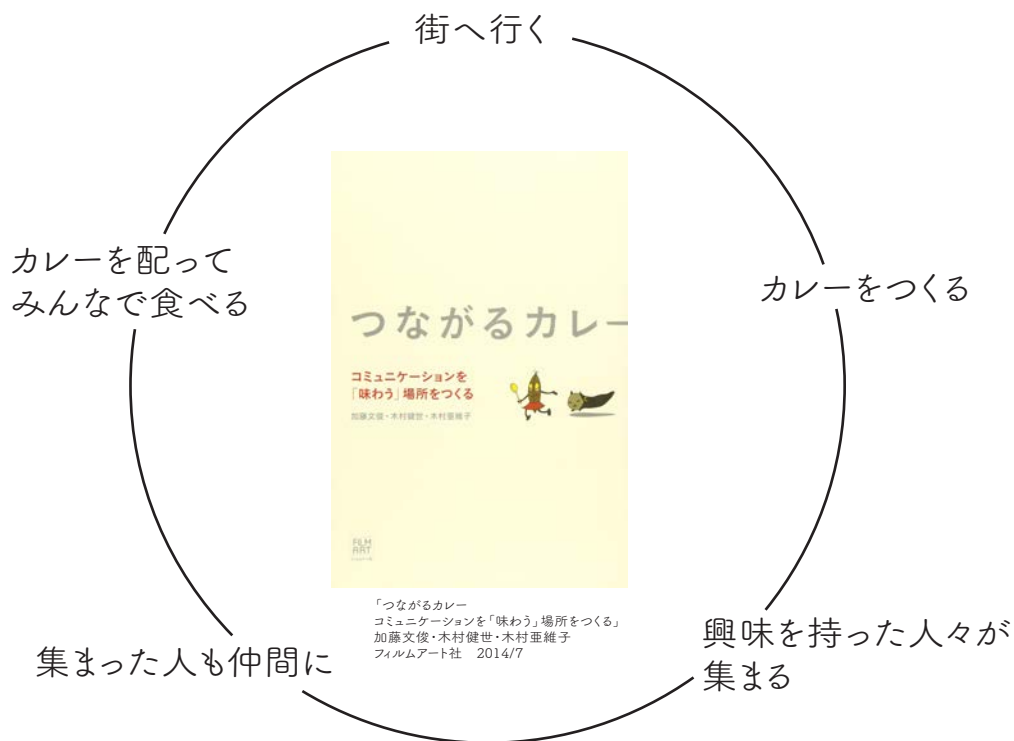 街へ行く
カレーをつくる
興味を持った人々が
集まる
集まった人も仲間に
カレーを配って
みんなで食べる
つながるカレー
コミュニケーションを
「味わう」場所をつくる
加藤文俊・木村健世・木村亜維子
FILM
ART
「つながるカレー
コミュニケーションを「味わう」場所をつくる」
加藤文俊・木村健世・木村亜維子
フィルムアート社 2014/7